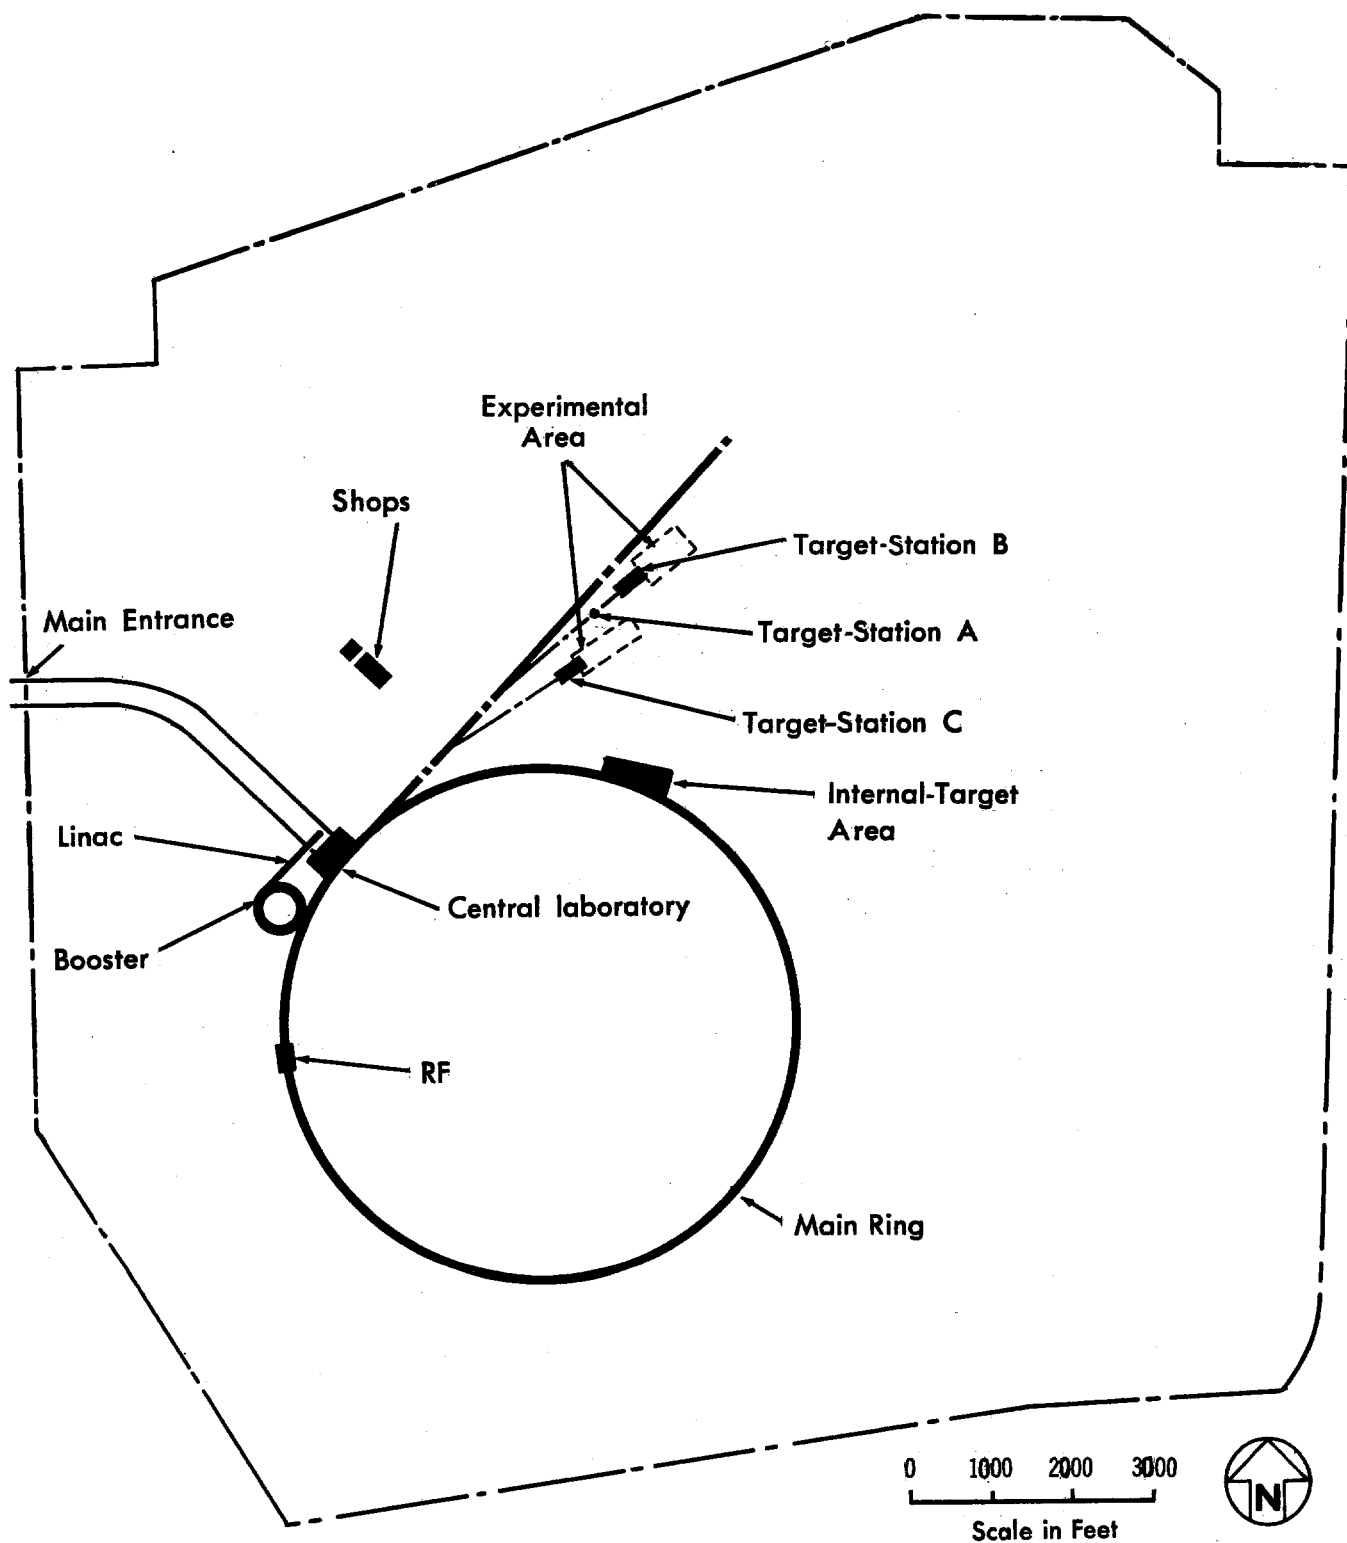 Experimental
Area
Shops
Target-Station B
Main Entrance
Target-Station A
Target-Station C
Internal-Target
Area
Linac
Central laboratory
Booster
RF
Main Ring
0 1000 2000 3000
Scale in Feet
N